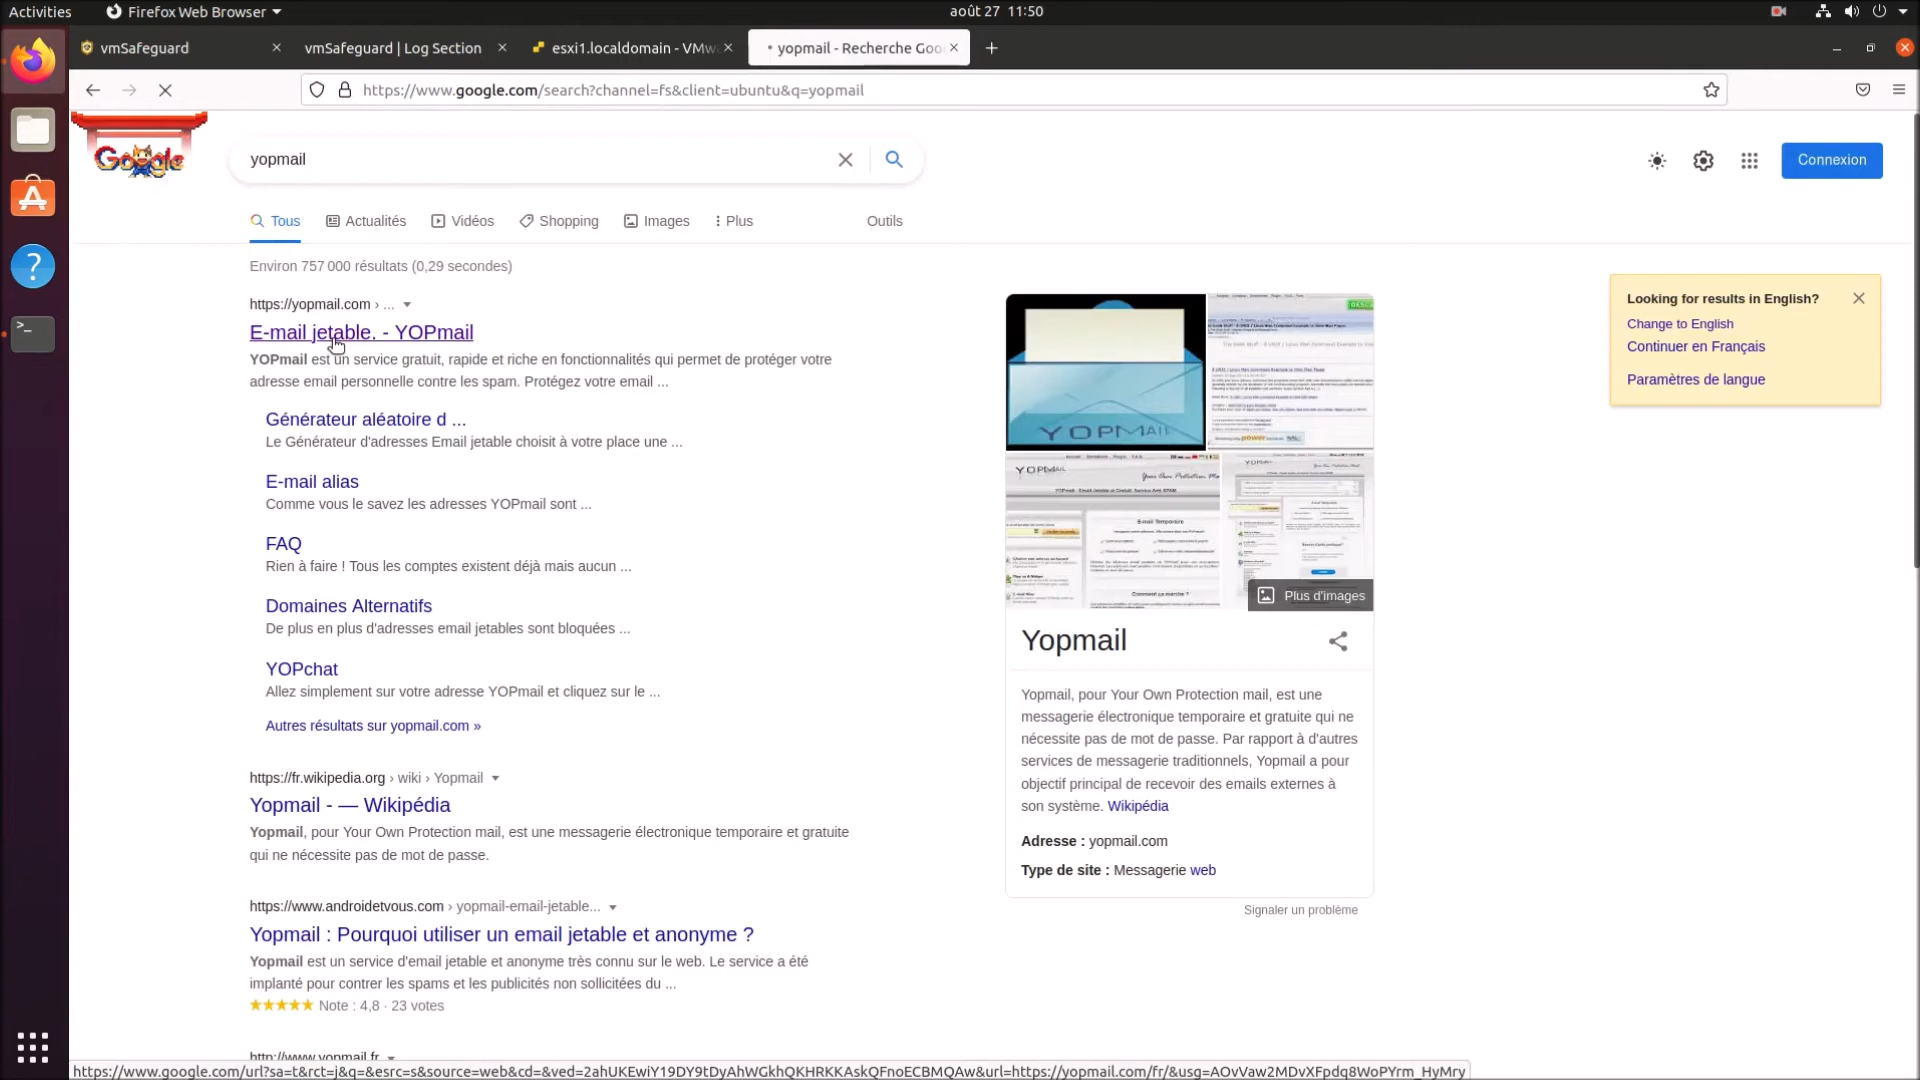 Activities
Firefox Web Browser
août 27 11:50
vmSafeguard
vmSafeguard | Log Section
esxi1.localdomain - VMw
yopmail - Recherche Goo
https://www.google.com/search?channel=fs&client=ubuntu&q=yopmail
Google
yopmail
Connexion
Tous
Actualités
Vidéos
Shopping
Images
Plus
Outils
Environ 757 000 résultats (0,29 secondes)
https://yopmail.com › ...
E-mail jetable. - YOPmail
YOPmail est un service gratuit, rapide et riche en fonctionnalités qui permet de protéger votre
adresse email personnelle contre les spam. Protégez votre email ...
Générateur aléatoire d ...
Le Générateur d'adresses Email jetable choisit à votre place une ...
E-mail alias
Comme vous le savez les adresses YOPmail sont ...
FAQ
Rien à faire ! Tous les comptes existent déjà mais aucun ...
Domaines Alternatifs
De plus en plus d'adresses email jetables sont bloquées ...
YOPchat
Allez simplement sur votre adresse YOPmail et cliquez sur le ...
Autres résultats sur yopmail.com »
https://fr.wikipedia.org › wiki › Yopmail
Yopmail - — Wikipédia
Yopmail, pour Your Own Protection mail, est une messagerie électronique temporaire et gratuite
qui ne nécessite pas de mot de passe.
https://www.androidetvous.com › yopmail-email-jetable...
Yopmail : Pourquoi utiliser un email jetable et anonyme ?
Yopmail est un service d'email jetable et anonyme très connu sur le web. Le service a été
implanté pour contrer les spams et les publicités non sollicitées du ...
Note : 4,8 · 23 votes
http://www.yopmail.fr
YOPMAIL
YOPMAIL
E-mail Temporaire
Plus d'images
Yopmail
Yopmail, pour Your Own Protection mail, est une
messagerie électronique temporaire et gratuite qui ne
nécessite pas de mot de passe. Par rapport à d'autres
services de messagerie traditionnels, Yopmail a pour
objectif principal de recevoir des emails externes à
son système. Wikipédia
Adresse : yopmail.com
Type de site : Messagerie web
Signaler un problème
Looking for results in English?
Change to English
Continuer en Français
Paramètres de langue
https://www.google.com/url?sa=t&rct=j&q=&esrc=s&source=web&cd=&ved=2ahUKEwiY19DY9tDyAhWGkhQKHRKKAskQFnoECBMQAw&url=https://yopmail.com/fr/&usg=AOvVaw2MDvXFpdq8WoPYrm_HyMry